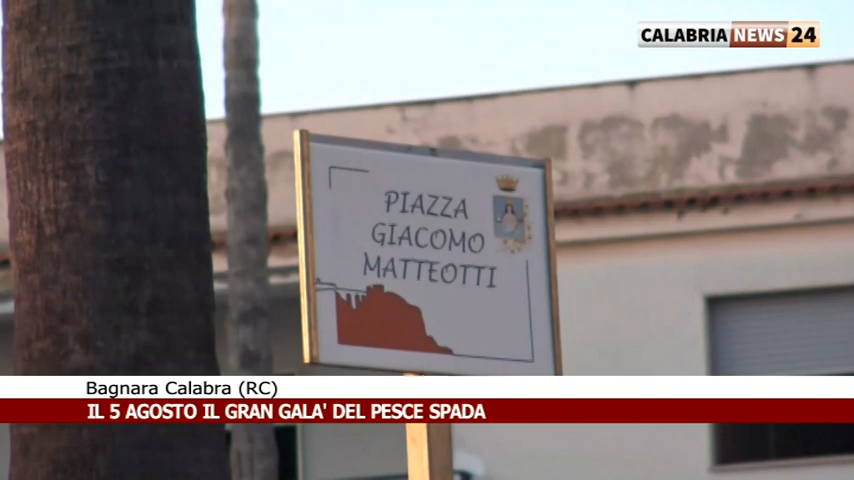 CALABRIA NEWS 24
PIAZZA
GIACOMO
MATTEOTTI
Bagnara Calabra (RC)
IL 5 AGOSTO IL GRAN GALA' DEL PESCE SPADA